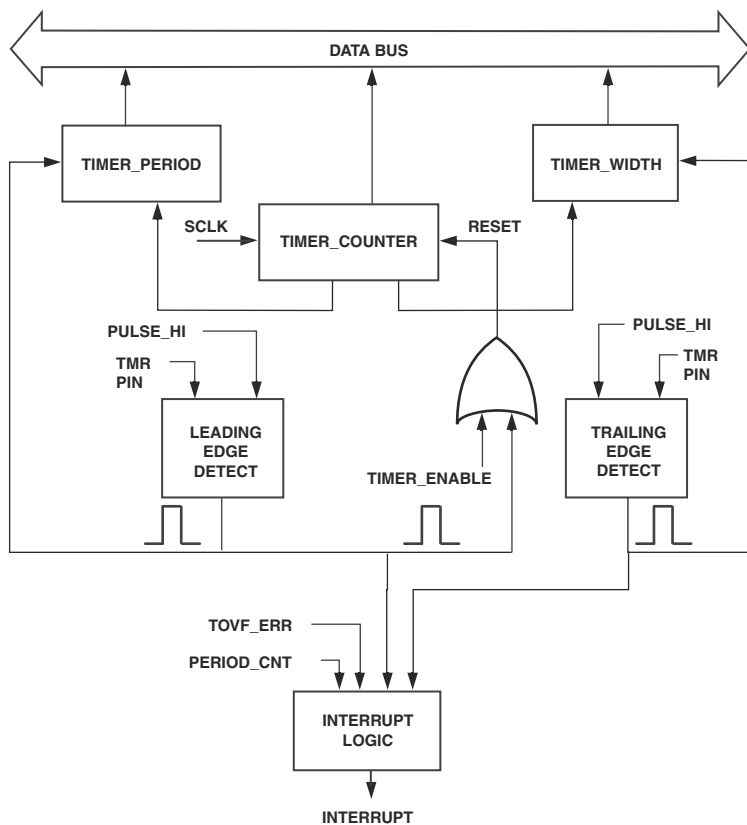 DATA BUS
TIMER_PERIOD
TIMER_WIDTH
SCLK
RESET
TIMER_COUNTER
PULSE_HI
TMR
PIN
PULSE_HI
TMR
PIN
LEADING
EDGE
DETECT
TRAILING
EDGE
DETECT
TIMER_ENABLE
TOVF_ERR
PERIOD_CNT
INTERRUPT
LOGIC
INTERRUPT